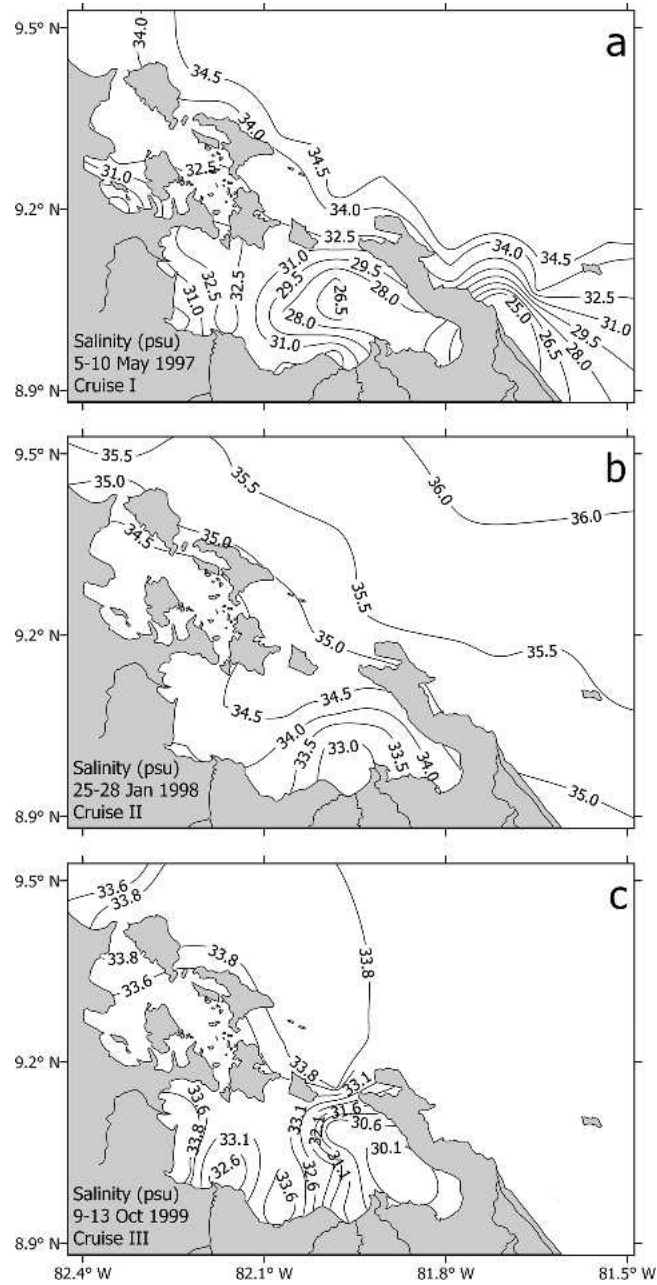 9.5° N
34.0
a
34.5
34.0
34.5
31.0
32.5
9.2° N
34.0
32.5
34.0
34.5
31.0
29.5
32.5
32.5
29.5
28.0
31.0
26.5
25.0
32.5
31.0
28.0
26.5
29.5
31.0
28.0
Salinity (psu)
5-10 May 1997
Cruise I
8.9° N
9.5° N
35.5
b
35.0
35.5
36.0
36.0
34.5
35.0
35.5
9.2° N
35.0
35.5
34.5
34.5
34.0
33.5
33.0
33.5
34.0
35.0
Salinity (psu)
25-28 Jan 1998
Cruise II
8.9° N
9.5° N
33.6
33.8
c
33.8
33.8
33.8
33.6
9.2° N
33.8
33.1
33.6
33.1
31.6
30.6
33.8
33.1
32.1
30.1
32.6
33.6
32.6
31.1
Salinity (psu)
9-13 Oct 1999
Cruise III
8.9° N
82.4° W
82.1° W
81.8° W
81.5° W